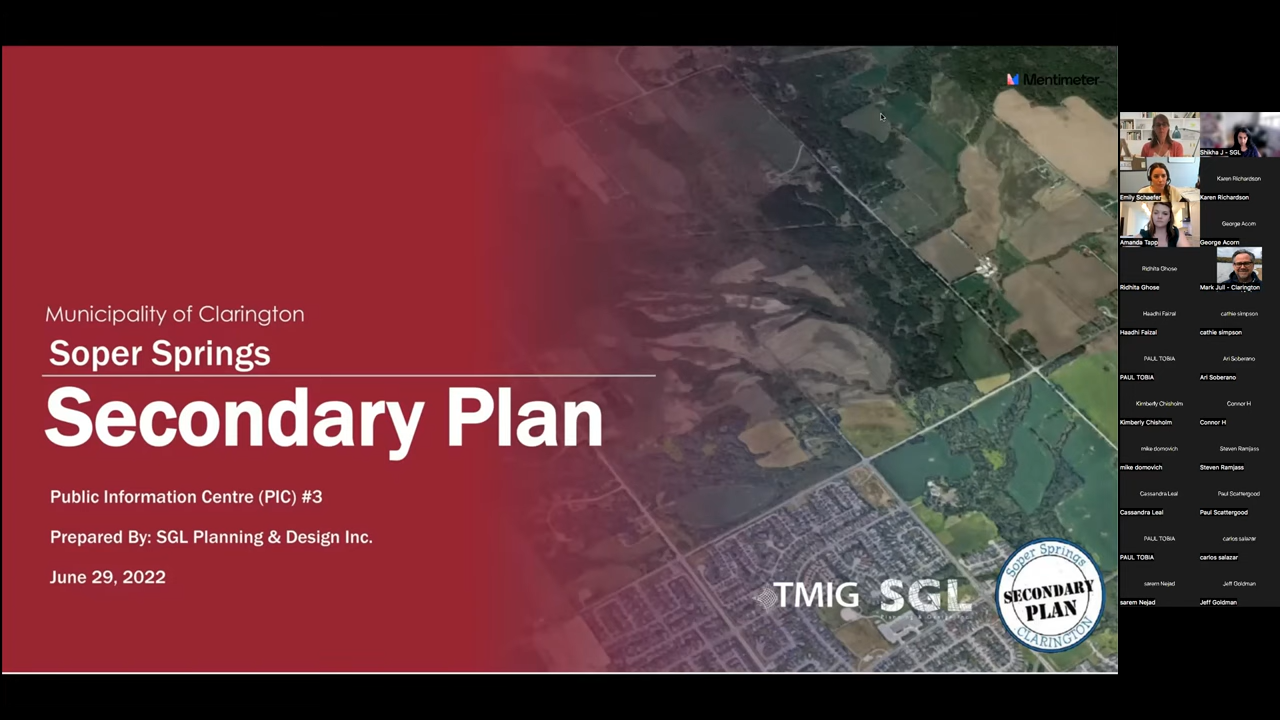 Mentimeter
Municipality of Clarington
Soper Springs
Secondary Plan
Public Information Centre (PIC) #3
Prepared By: SGL Planning & Design Inc.
June 29, 2022
TMIG
SGL
Soper Springs
SECONDARY
PLAN
CLARINGTON
Shikha J - SGL
Karen Richardson
Emily Schaefer
Karen Richardson
George Acorn
Amanda Tapp
George Acorn
Ridhita Ghose
Ridhita Ghose
Mark Jull - Clarington
Haadhi Faizal
cathie simpson
Haadhi Faizal
cathie simpson
PAUL TOBIA
Ari Soberano
PAUL TOBIA
Ari Soberano
Kimberly Chisholm
Connor H
Kimberly Chisholm
Connor H
mike domovich
Steven Ramjass
mike domovich
Steven Ramjass
Cassandra Leal
Paul Scattergood
Cassandra Leal
Paul Scattergood
PAUL TOBIA
carlos salazar
PAUL TOBIA
carlos salazar
sarem Nejad
Jeff Goldman
sarem Nejad
Jeff Goldman